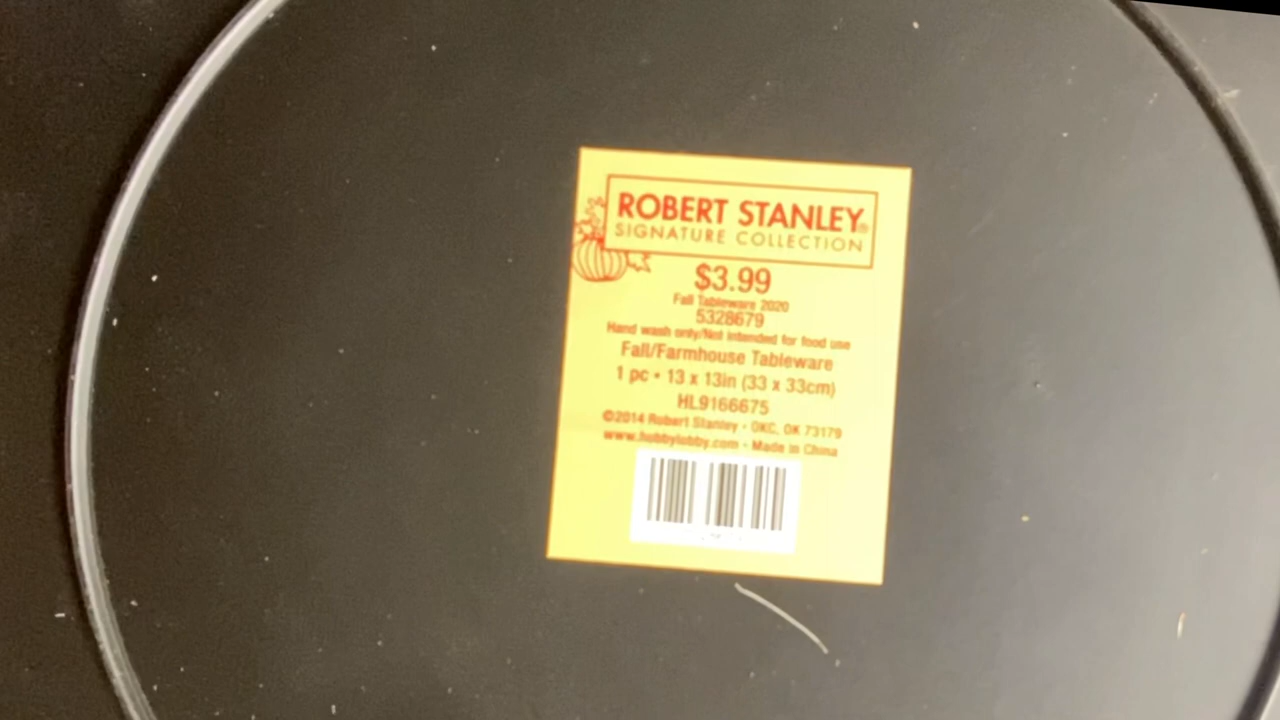 ROBERT STANLEY®
SIGNATURE COLLECTION
$3.99
Fall Tableware 2020
5328679
Hand wash only/Not intended for food use
Fall/Farmhouse Tableware
1 pc • 13 x 13in (33 x 33cm)
HL9166675
©2014 Robert Stanley • OKC, OK 73179
www.hobbylobby.com • Made in China